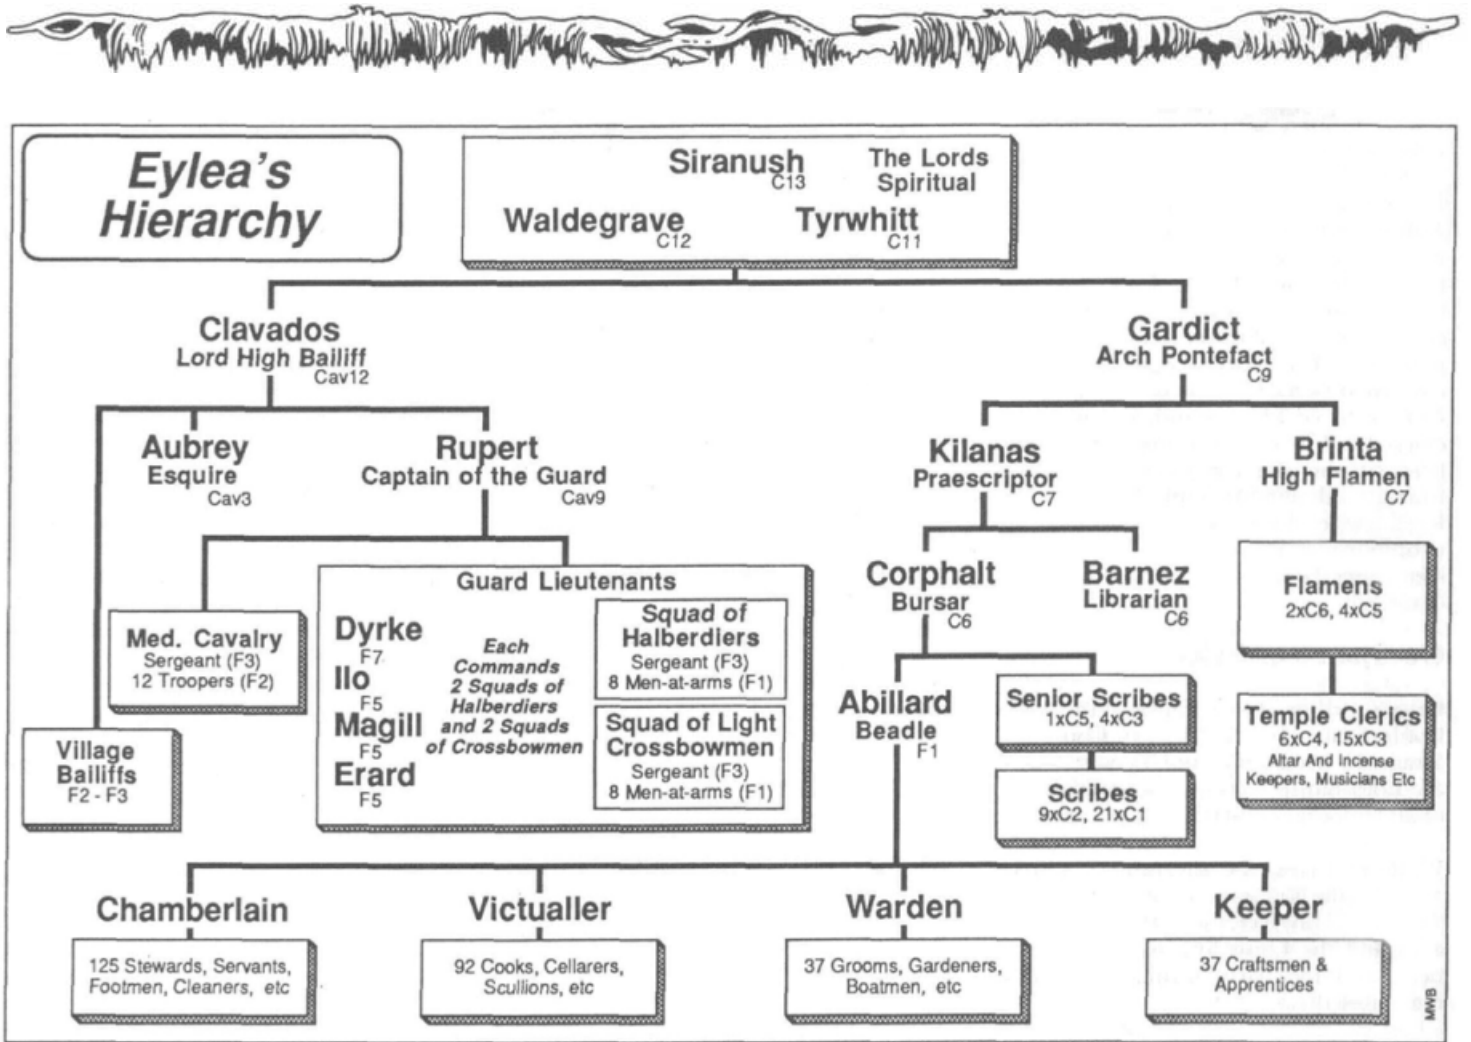 Eylea's
Hierarchy
Siranush
C13
The Lords
Spiritual
Waldegrave
C12
Tyrwhitt
C11
Clavados
Lord High Bailiff
Cav12
Gardict
Arch Pontefact
C9
Aubrey
Esquire
Cav3
Rupert
Captain of the Guard
Cav9
Kilanas
Praescriptor
C7
Brinta
High Flamen
C7
Corphalt
Bursar
C6
Barnez
Librarian
C6
Flamens
2xC6, 4xC5
Med. Cavalry
Sergeant (F3)
12 Troopers (F2)
Guard Lieutenants
Dyrke
F7
Ilo
F5
Magill
F5
Erard
F5
Each
Commands
2 Squads of
Halberdiers
and 2 Squads
of Crossbowmen
Squad of
Halberdiers
Sergeant (F3)
8 Men-at-arms (F1)
Squad of Light
Crossbowmen
Sergeant (F3)
8 Men-at-arms (F1)
Village
Bailiffs
F2 - F3
Abillard
Beadle
F1
Senior Scribes
1xC5, 4xC3
Scribes
9xC2, 21xC1
Temple Clerics
6xC4, 15xC3
Altar And Incense
Keepers, Musicians Etc
Chamberlain
125 Stewards, Servants,
Footmen, Cleaners, etc
Victualler
92 Cooks, Cellarers,
Scullions, etc
Warden
37 Grooms, Gardeners,
Boatmen, etc
Keeper
37 Craftsmen &
Apprentices
MWB